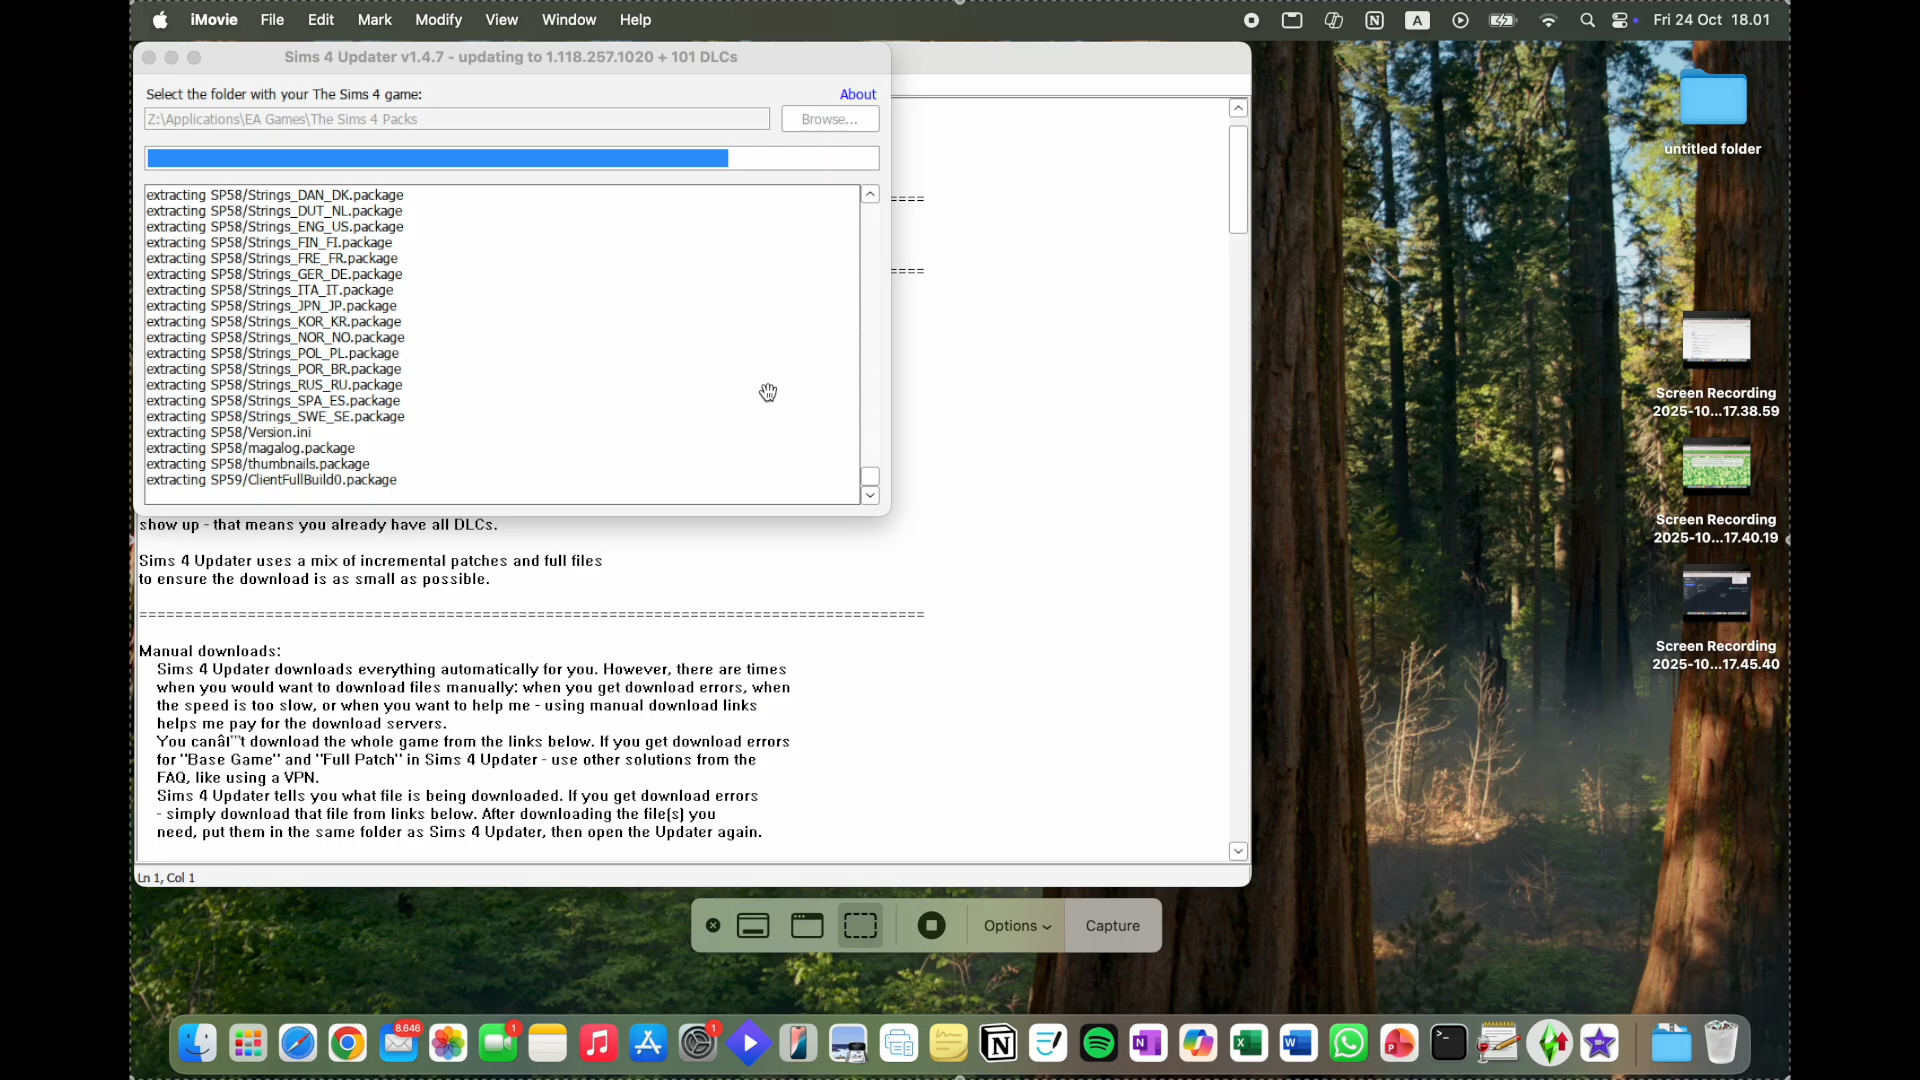 iMovie File Edit Mark Modify View Window Help
N
A
Fri 24 Oct 18.01
Sims 4 Updater v1.4.7 - updating to 1.118.257.1020 + 101 DLCs
Select the folder with your The Sims 4 game:
About
Z:\Applications\EA Games\The Sims 4 Packs
Browse...
extracting SP58/Strings_DAN_DK.package
extracting SP58/Strings_DUT_NL.package
extracting SP58/Strings_ENG_US.package
extracting SP58/Strings_FIN_FI.package
extracting SP58/Strings_FRE_FR.package
extracting SP58/Strings_GER_DE.package
extracting SP58/Strings_ITA_IT.package
extracting SP58/Strings_JPN_JP.package
extracting SP58/Strings_KOR_KR.package
extracting SP58/Strings_NOR_NO.package
extracting SP58/Strings_POL_PL.package
extracting SP58/Strings_POR_BR.package
extracting SP58/Strings_RUS_RU.package
extracting SP58/Strings_SPA_ES.package
extracting SP58/Strings_SWE_SE.package
extracting SP58/Version.ini
extracting SP58/magalog.package
extracting SP58/thumbnails.package
extracting SP59/ClientFullBuild0.package
====
====
show up - that means you already have all DLCs.
Sims 4 Updater uses a mix of incremental patches and full files
to ensure the download is as small as possible.
=======================================================================================
Manual downloads:
Sims 4 Updater downloads everything automatically for you. However, there are times
when you would want to download files manually: when you get download errors, when
the speed is too slow, or when you want to help me - using manual download links
helps me pay for the download servers.
You canâl™t download the whole game from the links below. If you get download errors
for "Base Game" and "Full Patch" in Sims 4 Updater - use other solutions from the
FAQ, like using a VPN.
Sims 4 Updater tells you what file is being downloaded. If you get download errors
- simply download that file from links below. After downloading the file(s) you
need, put them in the same folder as Sims 4 Updater, then open the Updater again.
Ln 1, Col 1
untitled folder
Screen Recording
2025-10...17.38.59
Screen Recording
2025-10...17.40.19
Screen Recording
2025-10...17.45.40
Options
Capture
8.646
1
1
N
N
X
W
P